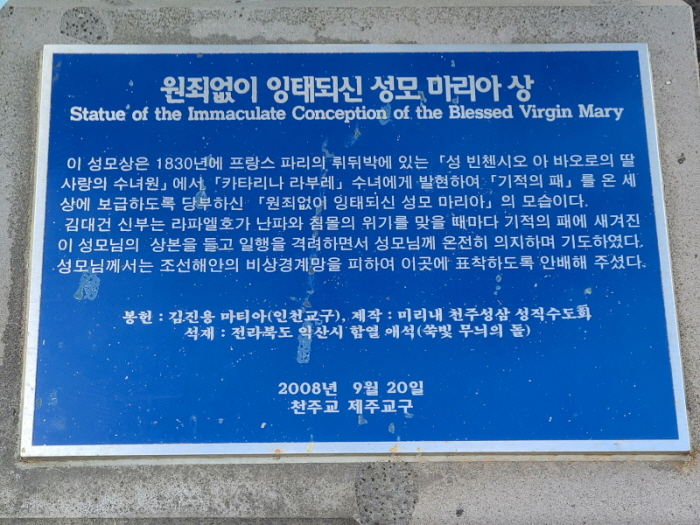 원죄없이 잉태되신 성모 마리아 상
Statue of the Immaculate Conception of the Blessed Virgin Mary
이 성모상은 1830년에 프랑스 파리의 뤼뒤박에 있는 「성 빈첸시오 아 바오로의 딸
사랑의 수녀원」에서 「카타리나 라부레」 수녀에게 발현하여 「기적의 패」를 온 세
상에 보급하도록 당부하신 「원죄없이 잉태되신 성모 마리아」의 모습이다.
김대건 신부는 라파엘호가 난파와 침몰의 위기를 맞을 때마다 기적의 패에 새겨진
이 성모님의 상본을 들고 일행을 격려하면서 성모님께 온전히 의지하며 기도하였다.
성모님께서는 조선해안의 비상경계망을 피하여 이곳에 표착하도록 안배해 주셨다.
봉헌 : 김진용 마티아(인천교구), 제작 : 미리내 천주성삼 성직수도회
석재 : 전라북도 익산시 함열 애석(쑥빛 무늬의 돌)
2008년 9월 20일
천주교 제주교구